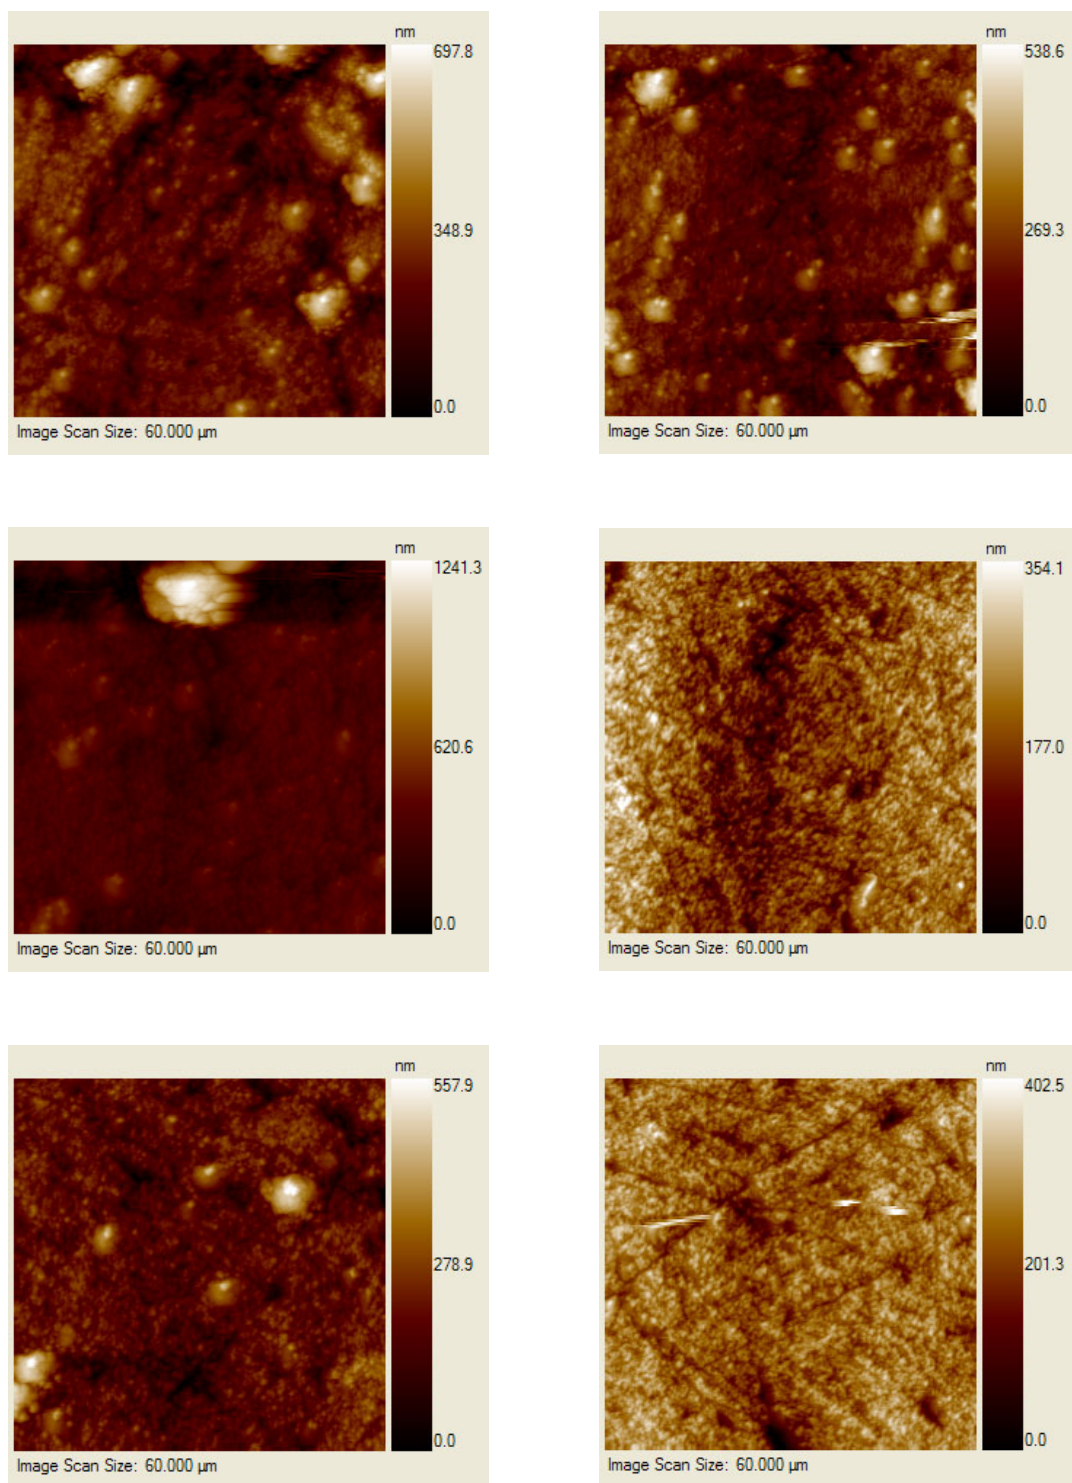 nm
697.8
348.9
0.0
Image Scan Size: 60.000 µm
nm
538.6
269.3
0.0
Image Scan Size: 60.000 µm
nm
1241.3
620.6
0.0
Image Scan Size: 60.000 µm
nm
354.1
177.0
0.0
Image Scan Size: 60.000 µm
nm
557.9
278.9
0.0
Image Scan Size: 60.000 µm
nm
402.5
201.3
0.0
Image Scan Size: 60.000 µm